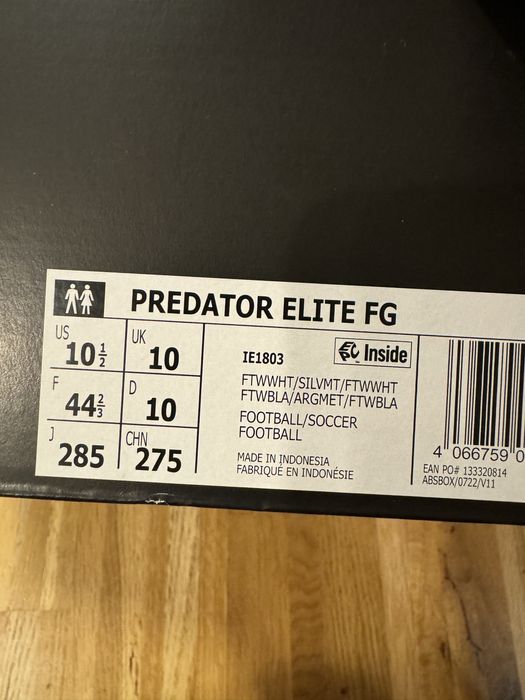 PREDATOR ELITE FG
US
10 1/2
UK
10
F
44 2/3
D
10
J
285
CHN
275
IE1803
Inside
FTWWHT/SILVMT/FTWWHT
FTWBLA/ARGMET/FTWBLA
FOOTBALL/SOCCER
FOOTBALL
MADE IN INDONESIA
FABRIQUÉ EN INDONÉSIE
4 066759 0
EAN PO# 133320814
ABSBOX/0722/V11